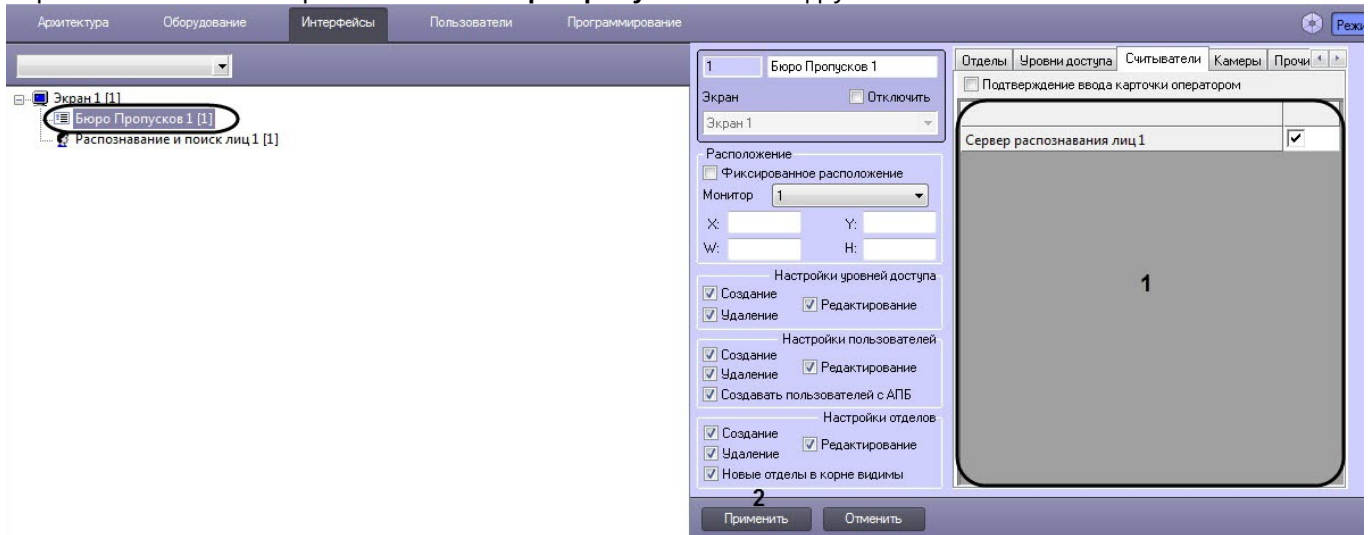 Архитектура Оборудование Интерфейсы Пользователи Программирование
Экран 1 [1]
Бюро Пропусков 1 [1]
Распознавание и поиск лиц 1 [1]
1 Бюро Пропусков 1
Экран Отключить
Экран 1
Расположение
Фиксированное расположение
Монитор 1
X: Y:
W: H:
Настройки уровней доступа
Создание
Редактирование
Удаление
Настройки пользователей
Создание
Редактирование
Удаление
Создавать пользователей с АПБ
Настройки отделов
Создание
Редактирование
Удаление
Новые отделы в корне видимы
2
Применить Отменить
Отделы Уровни доступа Считыватели Камеры Прочи
Подтверждение ввода карточки оператором
Сервер распознавания лиц 1
1